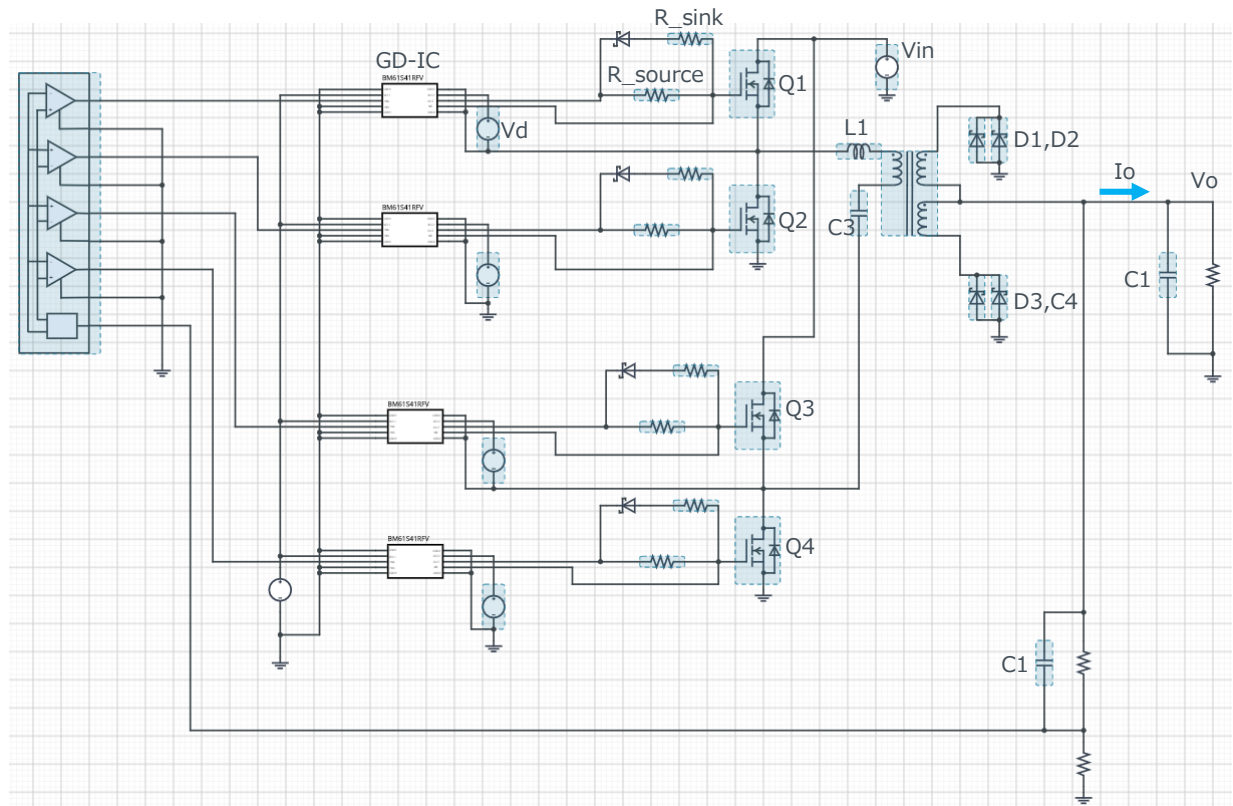 R_sink
GD-IC
Vin
BM61S41RFV
R_source
Q1
Vd
L1
D1,D2
Io
Vo
BM61S41RFV
Q2
C3
C1
D3,C4
Q3
BM61S41RFV
BM61S41RFV
Q4
C1